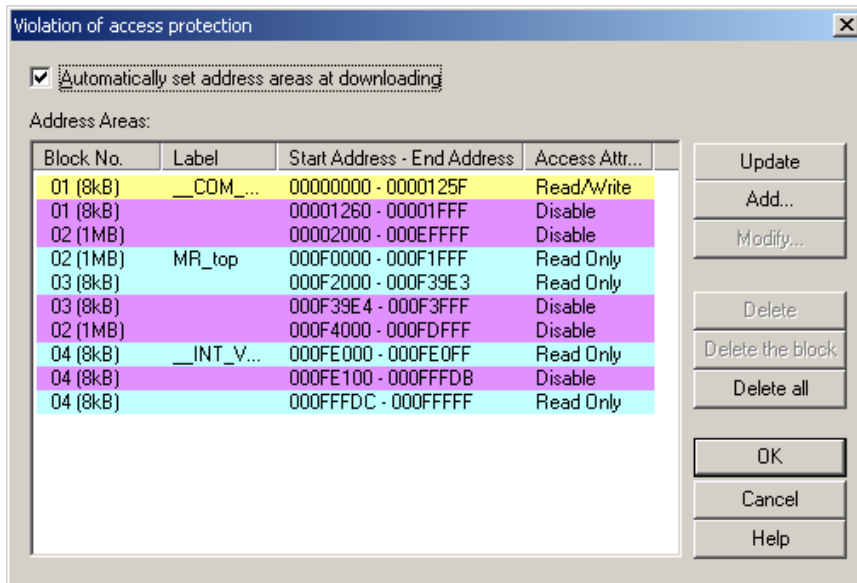 Violation of access protection
Automatically set address areas at downloading
Address Areas:
Block No. Label Start Address - End Address Access Attr...
01 (8kB) __COM_... 00000000 - 0000125F Read/Write
01 (8kB) 00001260 - 00001FFF Disable
02 (1MB) 00002000 - 000EFFFF Disable
02 (1MB) MR_top 000F0000 - 000F1FFF Read Only
03 (8kB) 000F2000 - 000F39E3 Read Only
03 (8kB) 000F39E4 - 000F3FFF Disable
02 (1MB) 000F4000 - 000FDFFF Disable
04 (8kB) __INT_V... 000FE000 - 000FE0FF Read Only
04 (8kB) 000FE100 - 000FFFDB Disable
04 (8kB) 000FFFDC - 000FFFFF Read Only
Update
Add...
Modify...
Delete
Delete the block
Delete all
OK
Cancel
Help